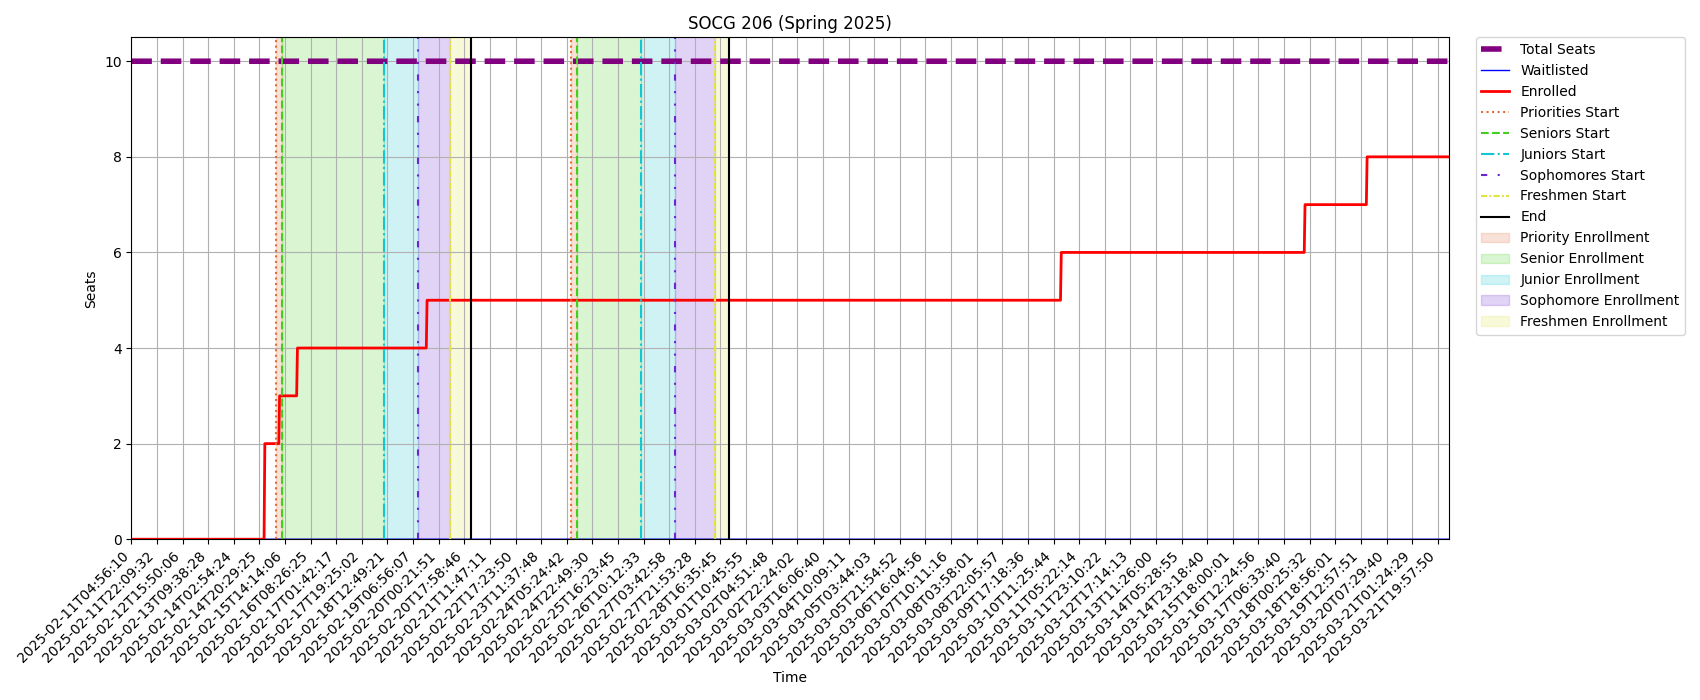 SOCG 206 (Spring 2025)
10
8
6
4
2
0
Seats
Total Seats
Waitlisted
Enrolled
Priorities Start
Seniors Start
Juniors Start
Sophomores Start
Freshmen Start
End
Priority Enrollment
Senior Enrollment
Junior Enrollment
Sophomore Enrollment
Freshmen Enrollment
2025-02-11T04:56:10
2025-02-11T22:09:32
2025-02-12T15:50:06
2025-02-13T09:38:28
2025-02-14T02:54:24
2025-02-14T20:29:25
2025-02-15T14:14:06
2025-02-16T08:26:25
2025-02-17T01:42:17
2025-02-17T19:25:02
2025-02-18T12:49:21
2025-02-19T06:56:07
2025-02-20T00:21:51
2025-02-20T17:58:46
2025-02-21T11:47:11
2025-02-22T17:23:50
2025-02-23T11:37:48
2025-02-24T05:24:42
2025-02-24T22:49:30
2025-02-25T16:23:45
2025-02-26T10:12:33
2025-02-27T03:42:58
2025-02-27T21:53:28
2025-02-28T16:35:45
2025-03-01T10:45:55
2025-03-02T04:51:48
2025-03-02T22:24:02
2025-03-03T16:06:40
2025-03-04T10:09:11
2025-03-05T03:44:03
2025-03-05T21:54:52
2025-03-06T16:04:56
2025-03-07T10:11:16
2025-03-08T03:58:01
2025-03-08T22:05:57
2025-03-09T17:18:36
2025-03-10T11:25:44
2025-03-11T05:22:14
2025-03-11T23:10:22
2025-03-12T17:14:13
2025-03-13T11:26:00
2025-03-14T05:28:55
2025-03-14T23:18:40
2025-03-15T18:00:01
2025-03-16T12:24:56
2025-03-17T06:33:40
2025-03-18T00:25:32
2025-03-18T18:56:01
2025-03-19T12:57:51
2025-03-20T07:29:40
2025-03-21T01:24:29
2025-03-21T19:57:50
Time